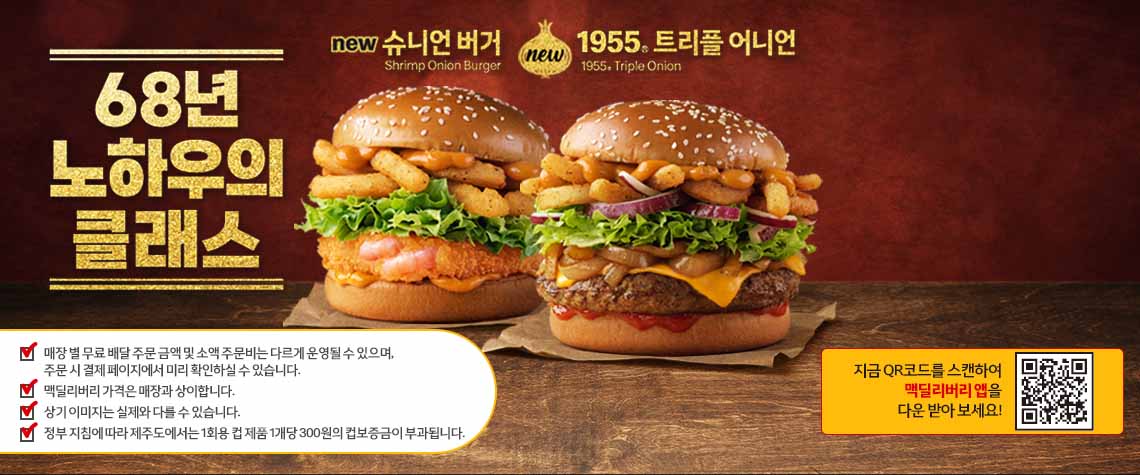 68년
노하우의
클래스
new 슈니언 버거
Shrimp Onion Burger
new
1955® 트리플 어니언
1955® Triple Onion
매장 별 무료 배달 주문 금액 및 소액 주문비는 다르게 운영될 수 있으며,
주문 시 결제 페이지에서 미리 확인하실 수 있습니다.
맥딜리버리 가격은 매장과 상이합니다.
상기 이미지는 실제와 다를 수 있습니다.
정부 지침에 따라 제주도에서는 1회용 컵 제품 1개당 300원의 컵보증금이 부과됩니다.
지금 QR코드를 스캔하여
맥딜리버리 앱을
다운 받아 보세요!